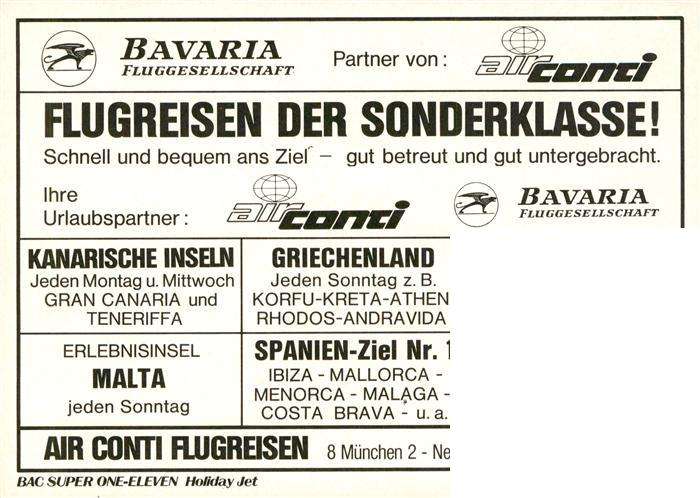 BAVARIA
FLUGGESELLSCHAFT
Partner von:
air conti
FLUGREISEN DER SONDERKLASSE!
Schnell und bequem ans Ziel – gut betreut und gut untergebracht.
Ihre
Urlaubspartner:
air conti
BAVARIA
FLUGGESELLSCHAFT
KANARISCHE INSELN
Jeden Montag u. Mittwoch
GRAN CANARIA und
TENERIFFA
GRIECHENLAND
Jeden Sonntag z. B.
KORFU-KRETA-ATHEN
RHODOS-ANDRAVIDA
ERLEBNISINSEL
MALTA
jeden Sonntag
SPANIEN-Ziel Nr. 1
IBIZA - MALLORCA -
MENORCA - MALAGA -
COSTA BRAVA - u. a.
AIR CONTI FLUGREISEN 8 München 2 -
BAC SUPER ONE-ELEVEN Holiday Jet